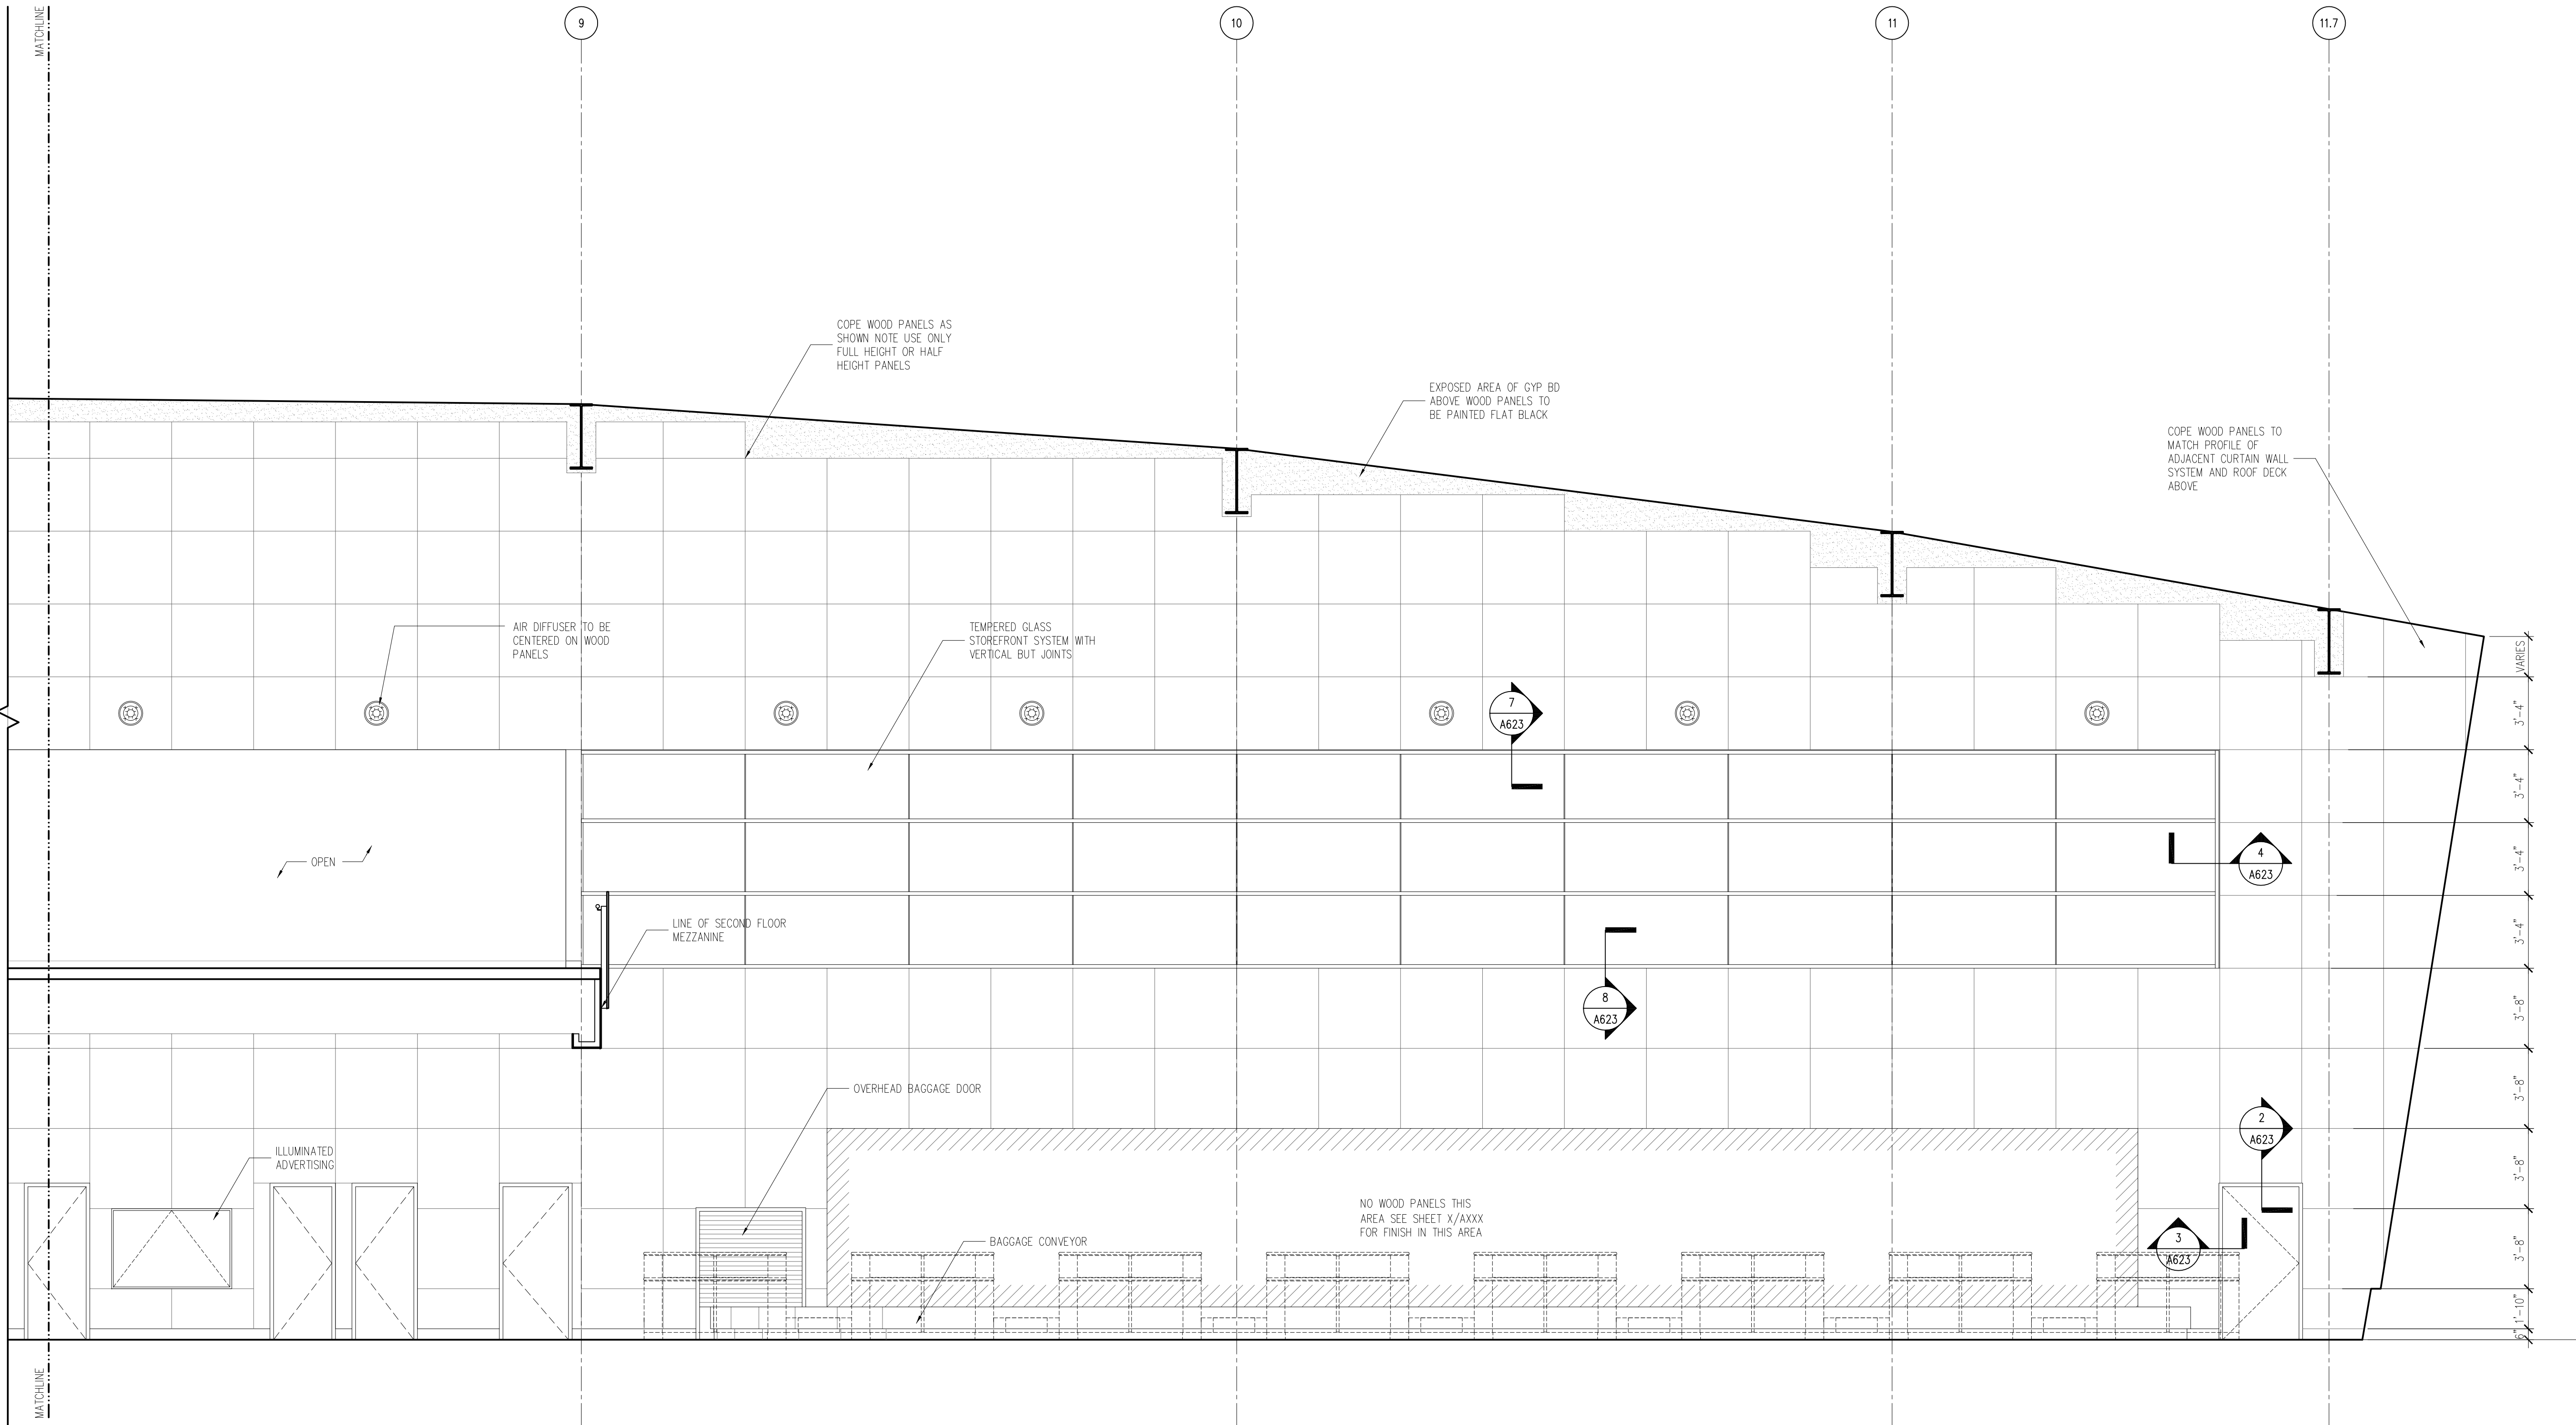 MATCHLINE
9
10
11
11.7
COPE WOOD PANELS AS
SHOWN NOTE USE ONLY
FULL HEIGHT OR HALF
HEIGHT PANELS
EXPOSED AREA OF GYP BD
ABOVE WOOD PANELS TO
BE PAINTED FLAT BLACK
COPE WOOD PANELS TO
MATCH PROFILE OF
ADJACENT CURTAIN WALL
SYSTEM AND ROOF DECK
ABOVE
AIR DIFFUSER TO BE
CENTERED ON WOOD
PANELS
TEMPERED GLASS
STOREFRONT SYSTEM WITH
VERTICAL BUT JOINTS
VARIES
3'-4"
7
A623
3'-4"
OPEN
3'-4"
4
A623
LINE OF SECOND FLOOR
MEZZANINE
3'-4"
8
A623
3'-8"
OVERHEAD BAGGAGE DOOR
3'-8"
2
A623
ILLUMINATED
ADVERTISING
3'-8"
NO WOOD PANELS THIS
AREA SEE SHEET X/AXXX
FOR FINISH IN THIS AREA
BAGGAGE CONVEYOR
3
A623
3'-8"
1'-10"
6"
MATCHLINE